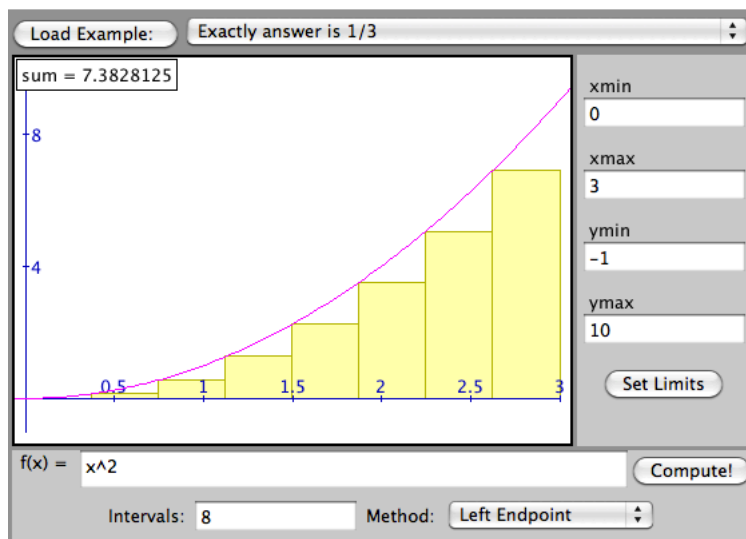 Load Example: Exactly answer is 1/3
sum = 7.3828125
8
4
0.5 1 1.5 2 2.5 3
xmin
0
xmax
3
ymin
-1
ymax
10
Set Limits
f(x) = x^2 Compute!
Intervals: 8 Method: Left Endpoint